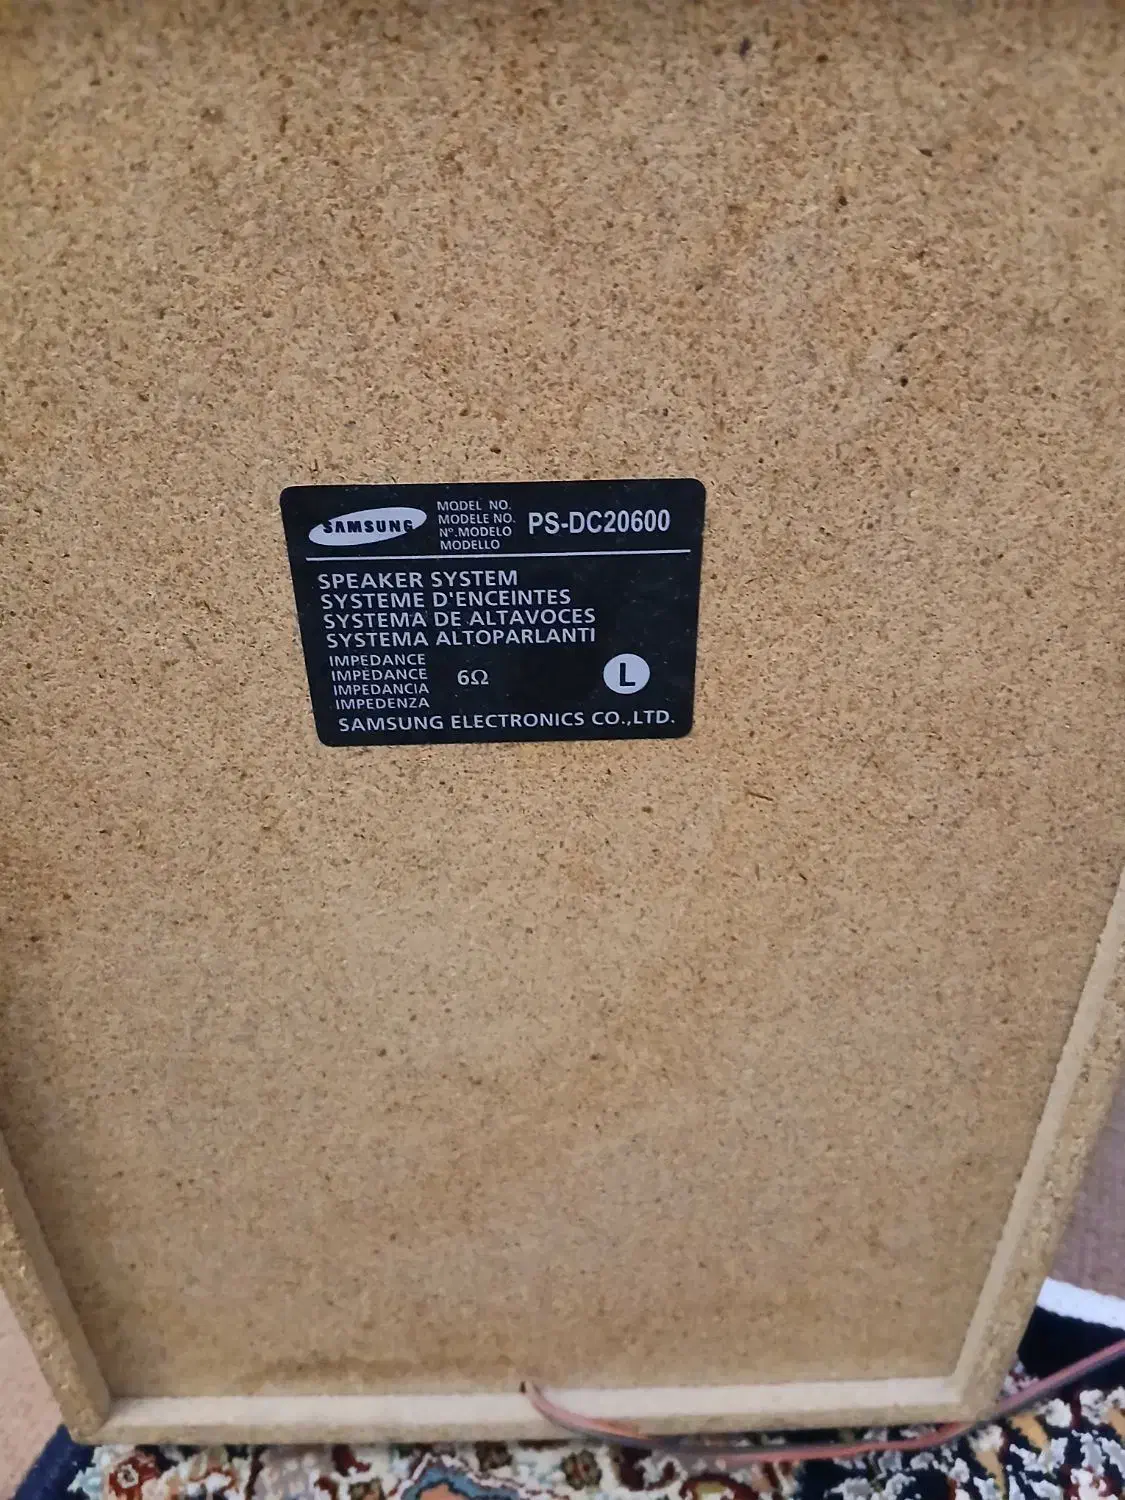 SAMSUNG
MODEL NO.
MODELE NO.
N°.MODELO
MODELLO
PS-DC20600
SPEAKER SYSTEM
SYSTEME D'ENCEINTES
SYSTEMA DE ALTAVOCES
SYSTEMA ALTOPARLANTI
IMPEDANCE
IMPEDANCE
IMPEDANCIA
IMPEDENZA
6Ω
L
SAMSUNG ELECTRONICS CO.,LTD.